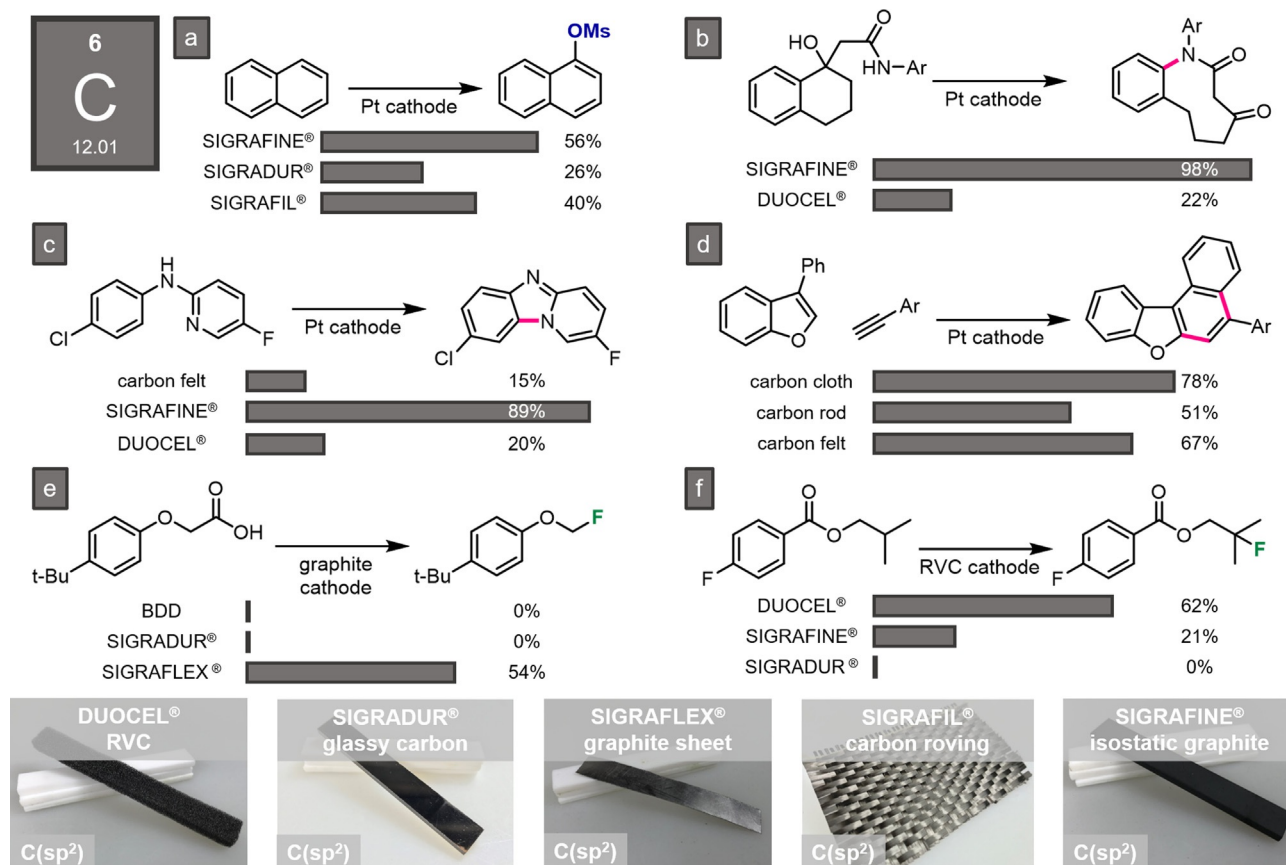 6
C
12.01
a
OMs
Pt cathode
SIGRAFINE® 56%
SIGRADUR® 26%
SIGRAFIL® 40%
b
HO O
HN Ar
Pt cathode
Ar
N O
O
SIGRAFINE® 98%
DUOCEL® 22%
c
H
N
Cl N F
Pt cathode
N
N
Cl
F
carbon felt 15%
SIGRAFINE® 89%
DUOCEL® 20%
d
Ph
O
Ar
Pt cathode
O
Ar
carbon cloth 78%
carbon rod 51%
carbon felt 67%
e
O
O
OH
t-Bu
graphite
cathode
O F
t-Bu
BDD 0%
SIGRADUR® 0%
SIGRAFLEX® 54%
f
O
O
F
RVC cathode
O
O
F
F
DUOCEL® 62%
SIGRAFINE® 21%
SIGRADUR® 0%
DUOCEL®
RVC
C(sp²)
SIGRADUR®
glassy carbon
C(sp²)
SIGRAFLEX®
graphite sheet
C(sp²)
SIGRAFIL®
carbon roving
C(sp²)
SIGRAFINE®
isostatic graphite
C(sp²)